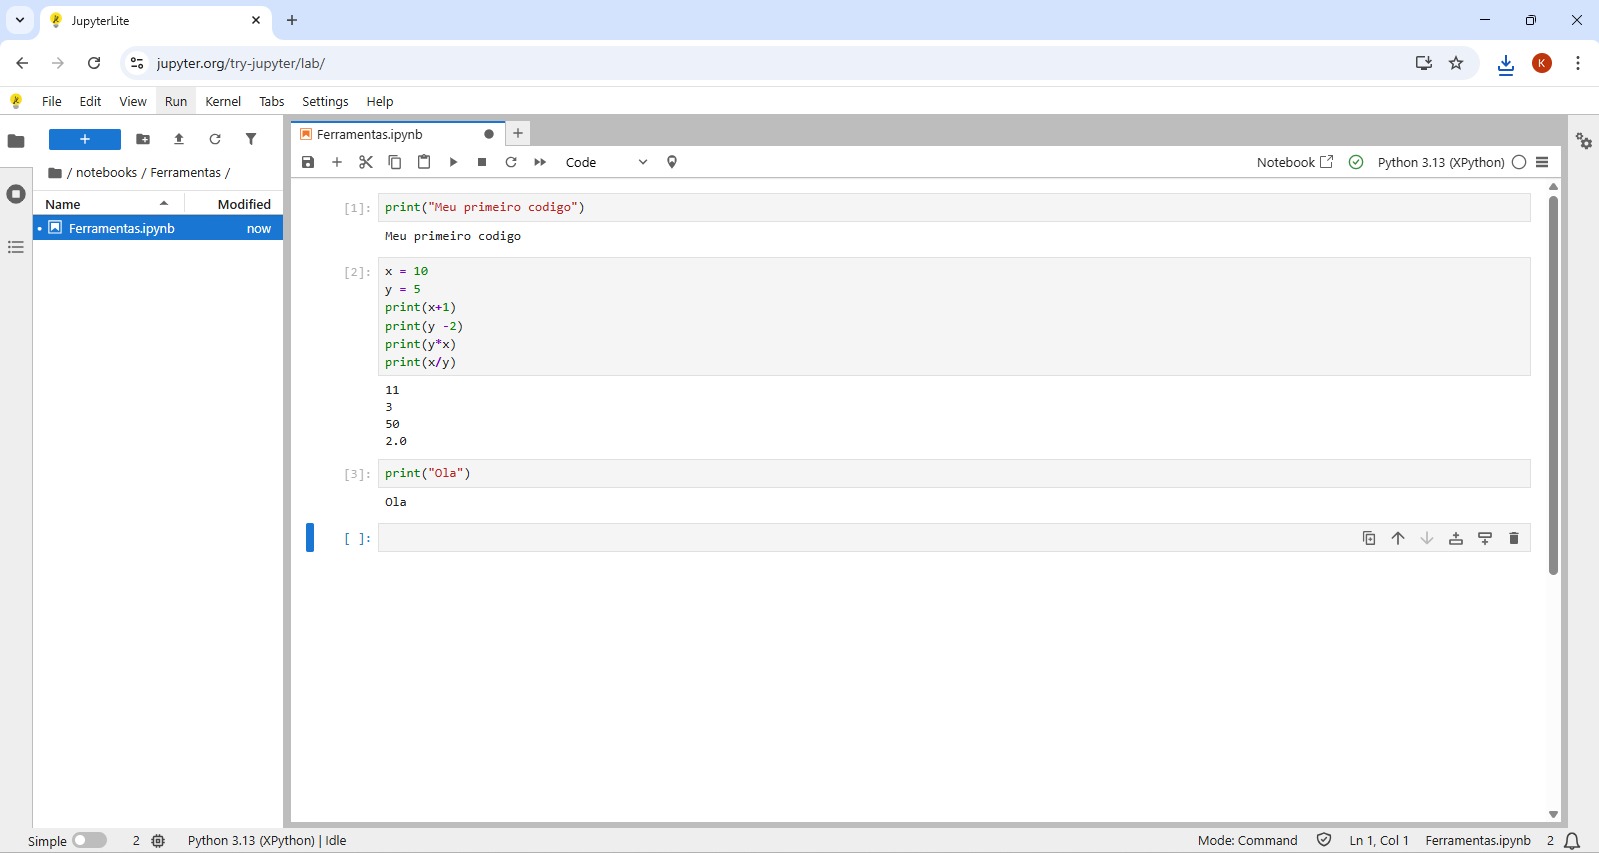 JupyterLite
jupyter.org/try-jupyter/lab/
K
File Edit View Run Kernel Tabs Settings Help
Ferramentas.ipynb
Code
Notebook
Python 3.13 (XPython)
/ notebooks / Ferramentas /
Name Modified
Ferramentas.ipynb now
[1]: print("Meu primeiro codigo")
Meu primeiro codigo
[2]: x = 10
y = 5
print(x+1)
print(y -2)
print(y*x)
print(x/y)
11
3
50
2.0
[3]: print("Ola")
Ola
[ ]:
Simple 2 Python 3.13 (XPython) | Idle Mode: Command Ln 1, Col 1 Ferramentas.ipynb 2